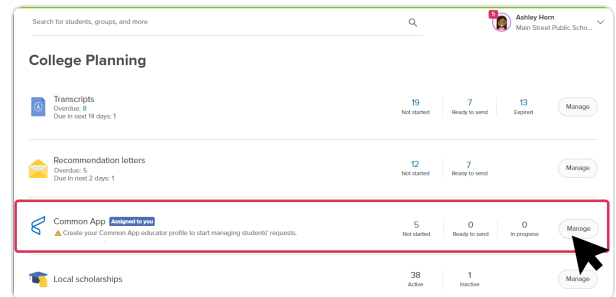 Search for students, groups, and more
5
Ashley Horn
Main Street Public Scho...
College Planning
Transcripts
Overdue: 8
Due in next 14 days: 1
19
Not started
7
Ready to send
13
Expired
Manage
Recommendation letters
Overdue: 5
Due in next 2 days: 1
12
Not started
7
Ready to send
Manage
Common App Assigned to you
Create your Common App educator profile to start managing students' requests.
5
Not started
0
Ready to send
0
In progress
Manage
Local scholarships
38
Active
1
Inactive
Manage